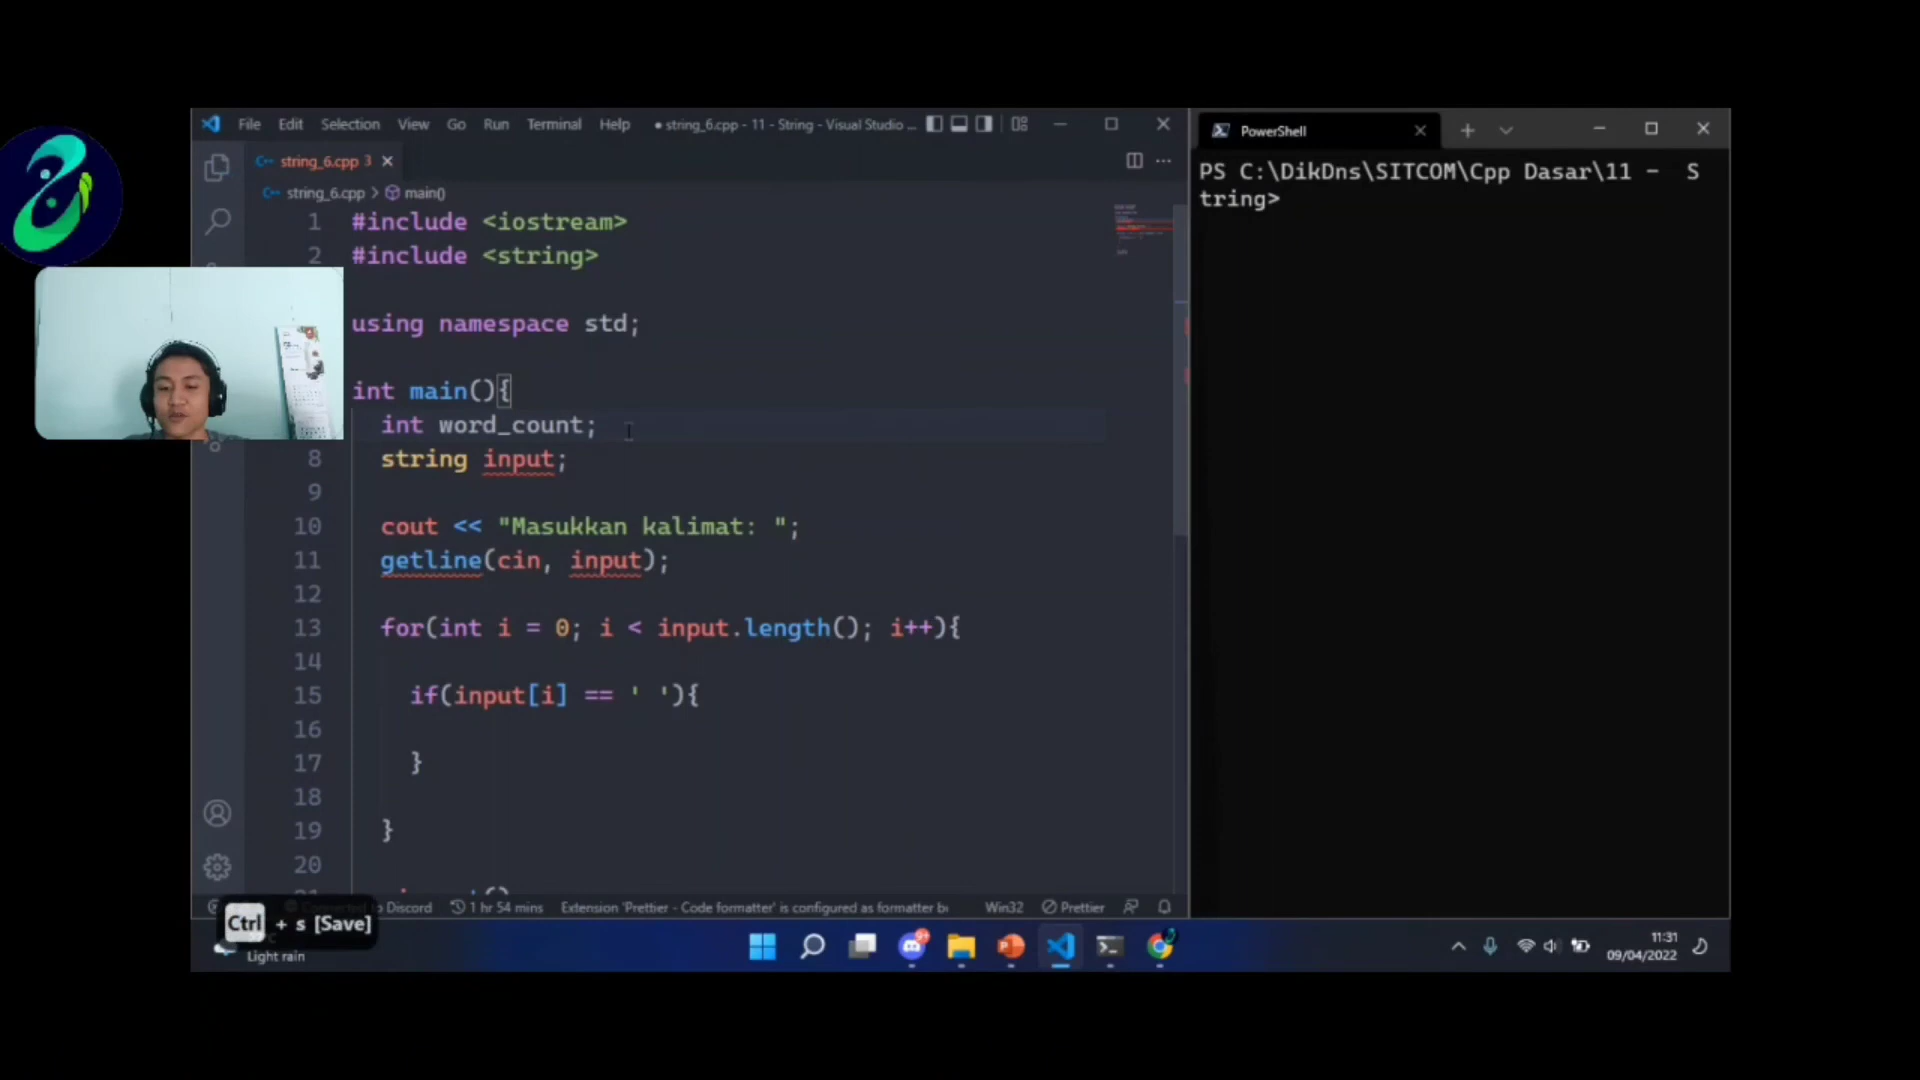 File Edit Selection View Go Run Terminal Help
● string_6.cpp - 11 - String - Visual Studio ...
string_6.cpp 3
string_6.cpp > main()
1 #include <iostream>
2 #include <string>
using namespace std;
int main(){
int word_count;
8 string input;
9
10 cout << "Masukkan kalimat: ";
11 getline(cin, input);
12
13 for(int i = 0; i < input.length(); i++){
14
15 if(input[i] == ' '){
16
17 }
18
19 }
20
to Discord 1 hr 54 mins Extension 'Prettier - Code formatter' is configured as formatter Win32 Prettier
Ctrl + s [Save]
Light rain
PowerShell
PS C:\DikDns\SITCOM\Cpp Dasar\11 - S
tring>
11:31
09/04/2022